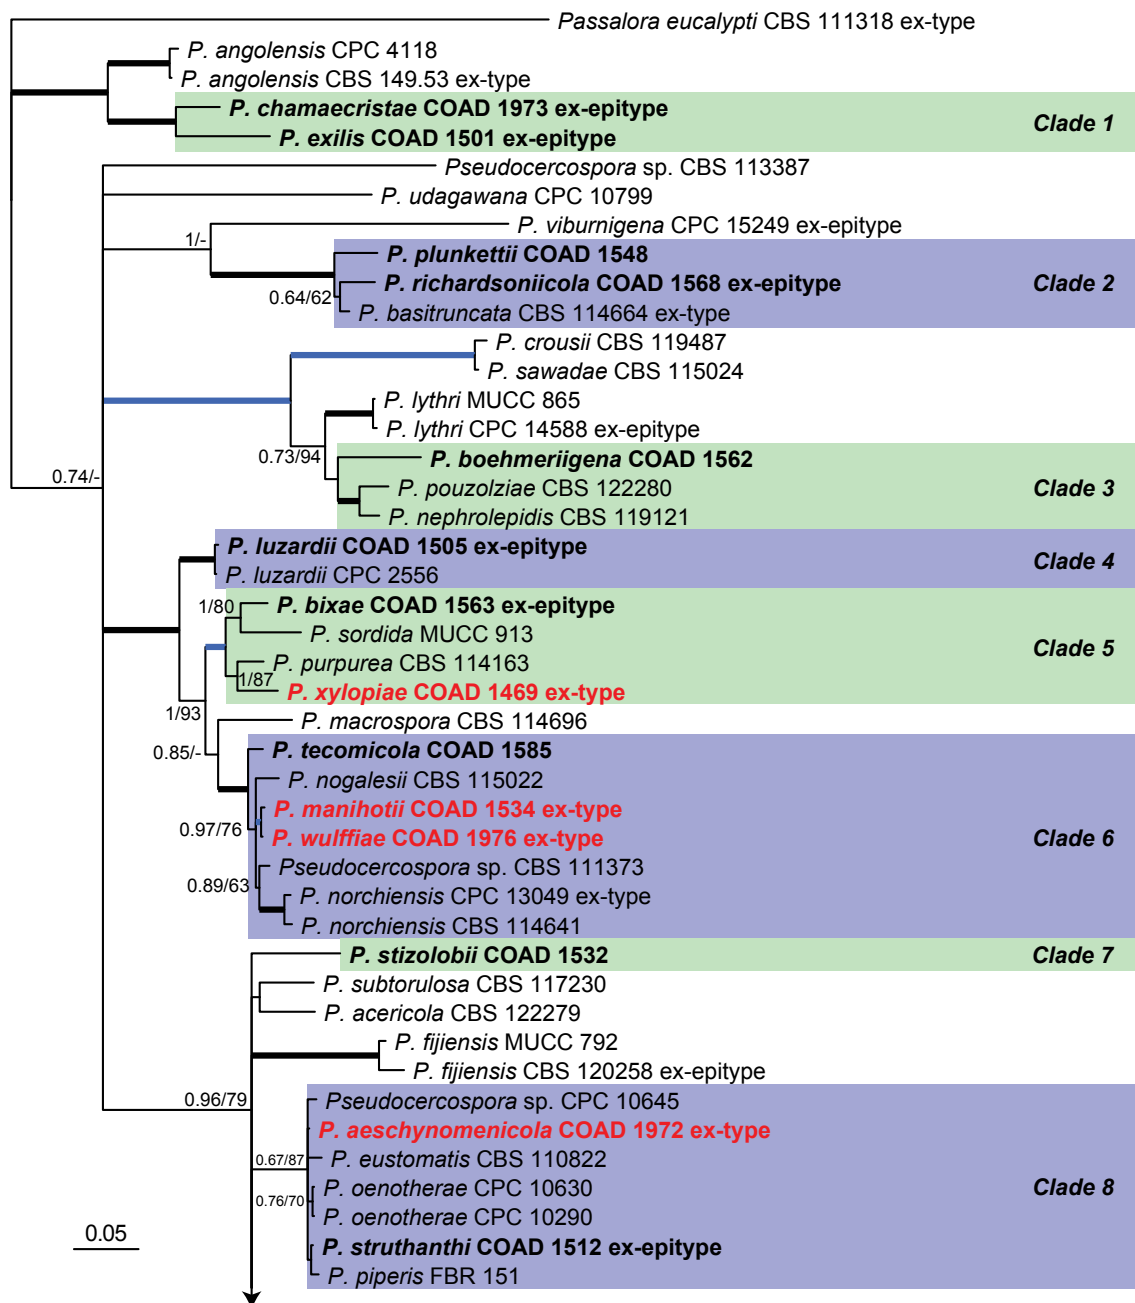 Passalora eucalypti CBS 111318 ex-type
P. angolensis CPC 4118
P. angolensis CBS 149.53 ex-type
P. chamaecristae COAD 1973 ex-epitype
Clade 1
P. exilis COAD 1501 ex-epitype
Pseudocercospora sp. CBS 113387
P. udagawana CPC 10799
P. viburnigena CPC 15249 ex-epitype
1/-
P. plunkettii COAD 1548
P. richardsoniicola COAD 1568 ex-epitype
Clade 2
0.64/62
P. basitruncata CBS 114664 ex-type
P. crousii CBS 119487
P. sawadae CBS 115024
P. lythri MUCC 865
P. lythri CPC 14588 ex-epitype
0.73/94
P. boehmeriigena COAD 1562
0.74/-
P. pouzolziae CBS 122280
Clade 3
P. nephrolepidis CBS 119121
P. luzardii COAD 1505 ex-epitype
Clade 4
P. luzardii CPC 2556
1/80
P. bixae COAD 1563 ex-epitype
P. sordida MUCC 913
Clade 5
P. purpurea CBS 114163
1/87
P. xylopiae COAD 1469 ex-type
1/93
P. macrospora CBS 114696
0.85/-
P. tecomicola COAD 1585
P. nogalesii CBS 115022
P. manihotii COAD 1534 ex-type
0.97/76
P. wulffiae COAD 1976 ex-type
Clade 6
Pseudocercospora sp. CBS 111373
0.89/63
P. norchiensis CPC 13049 ex-type
P. norchiensis CBS 114641
P. stizolobii COAD 1532
Clade 7
P. subtorulosa CBS 117230
P. acericola CBS 122279
P. fijiensis MUCC 792
P. fijiensis CBS 120258 ex-epitype
0.96/79
Pseudocercospora sp. CPC 10645
P. aeschynomenicola COAD 1972 ex-type
0.67/87
P. eustomatis CBS 110822
P. oenotherae CPC 10630
Clade 8
0.76/70
P. oenotherae CPC 10290
0.05
P. struthanthi COAD 1512 ex-epitype
P. piperis FBR 151